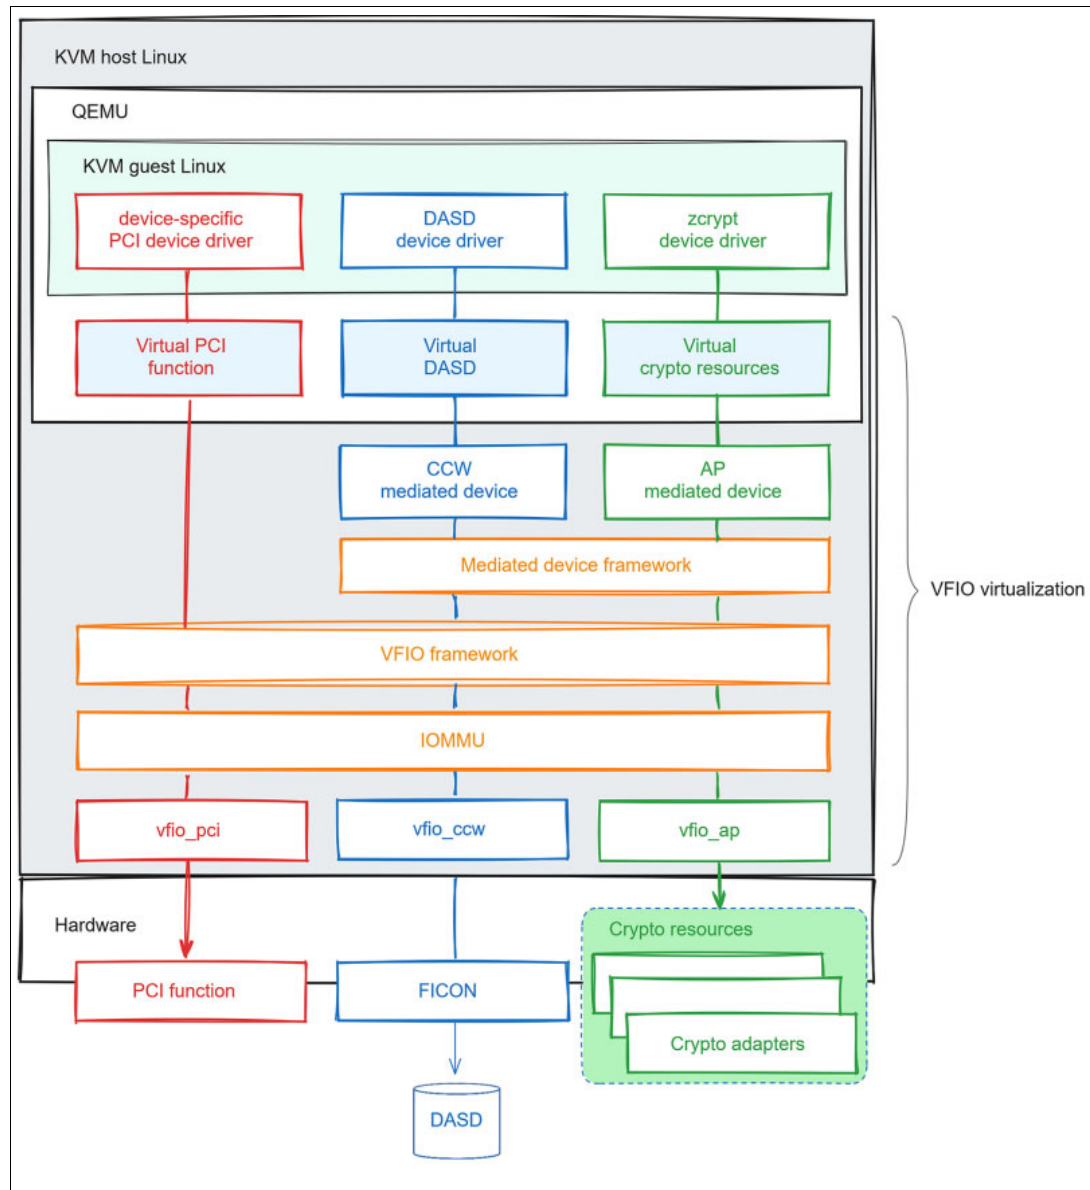 KVM host Linux
QEMU
KVM guest Linux
device-specific
PCI device driver
DASD
device driver
zcrypt
device driver
Virtual PCI
function
Virtual
DASD
Virtual
crypto resources
CCW
mediated device
AP
mediated device
Mediated device framework
VFIO virtualization
VFIO framework
IOMMU
vfio_pci
vfio_ccw
vfio_ap
Hardware
Crypto resources
PCI function
FICON
Crypto adapters
DASD